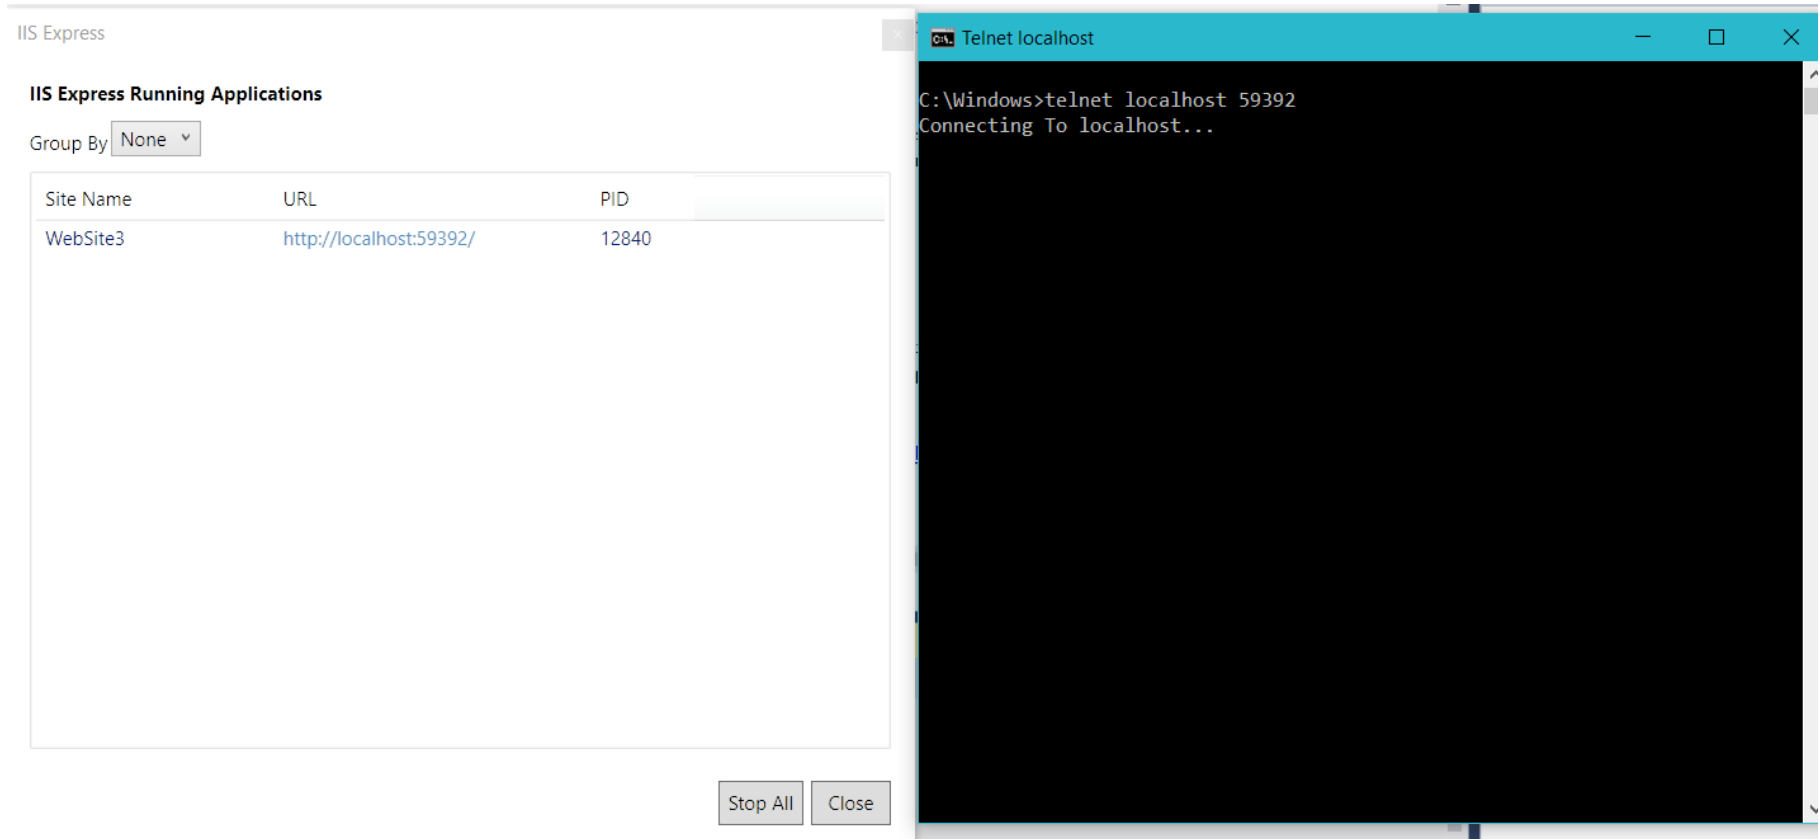 IIS Express
IIS Express Running Applications
Group By None
Site Name URL PID
WebSite3 http://localhost:59392/ 12840
Stop All Close
Telnet localhost
C:\Windows>telnet localhost 59392
Connecting To localhost...